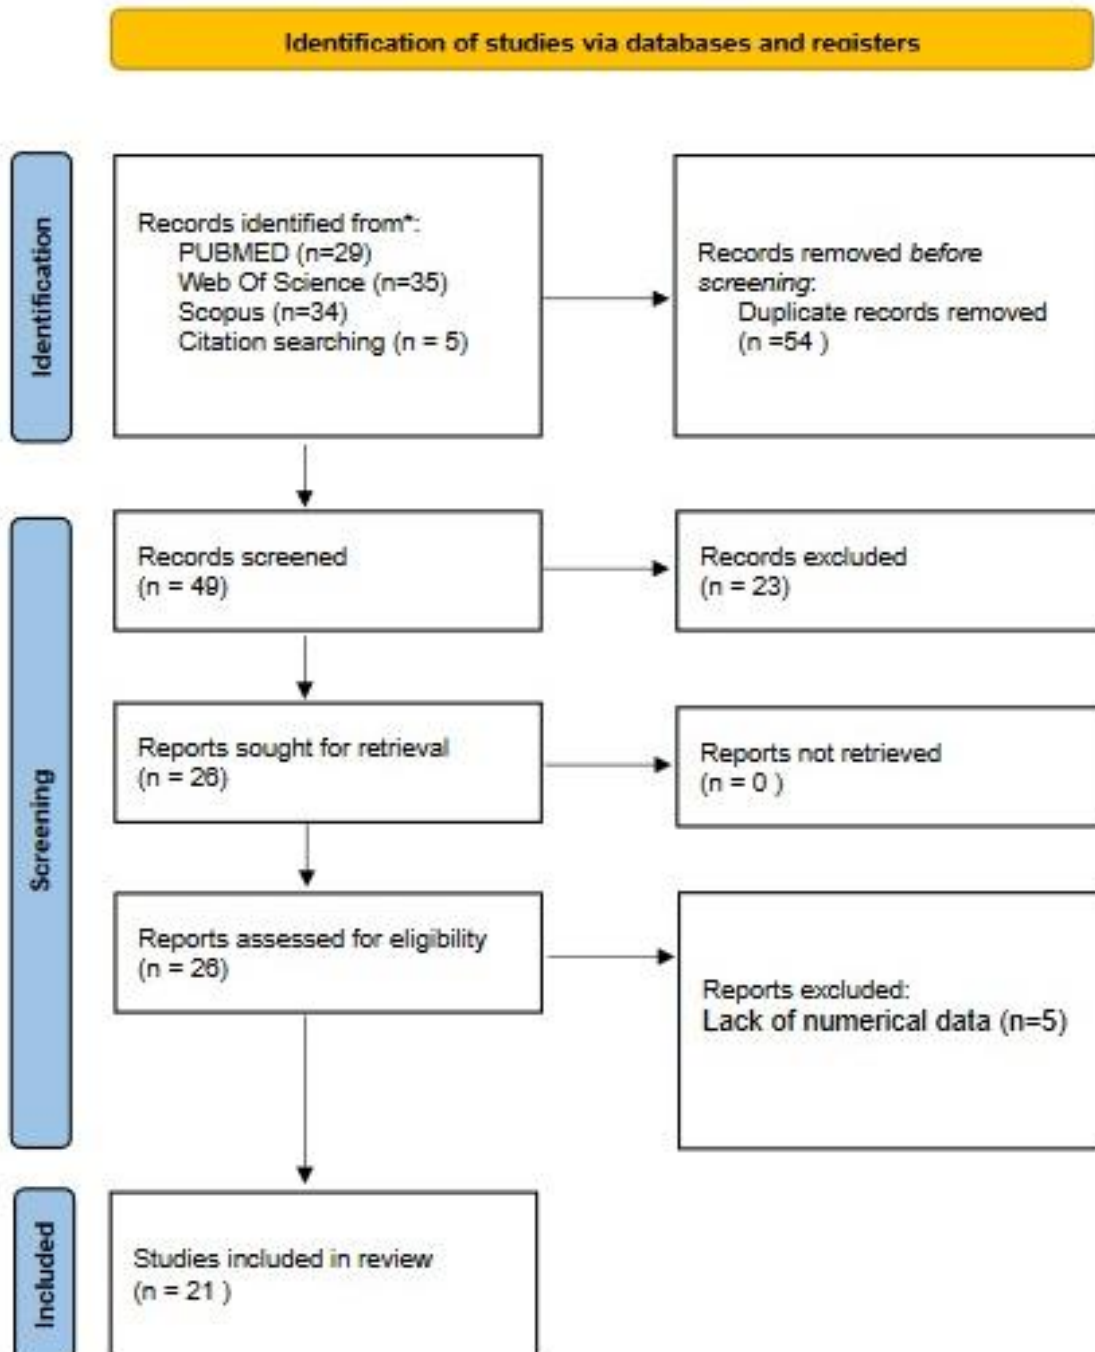 Identification of studies via databases and registers
Identification
Records identified from*:
PUBMED (n=29)
Web Of Science (n=35)
Scopus (n=34)
Citation searching (n = 5)
Records removed before
screening:
Duplicate records removed
(n =54 )
Screening
Records screened
(n = 49)
Records excluded
(n = 23)
Reports sought for retrieval
(n = 26)
Reports not retrieved
(n = 0 )
Reports assessed for eligibility
(n = 26)
Reports excluded:
Lack of numerical data (n=5)
Included
Studies included in review
(n = 21 )